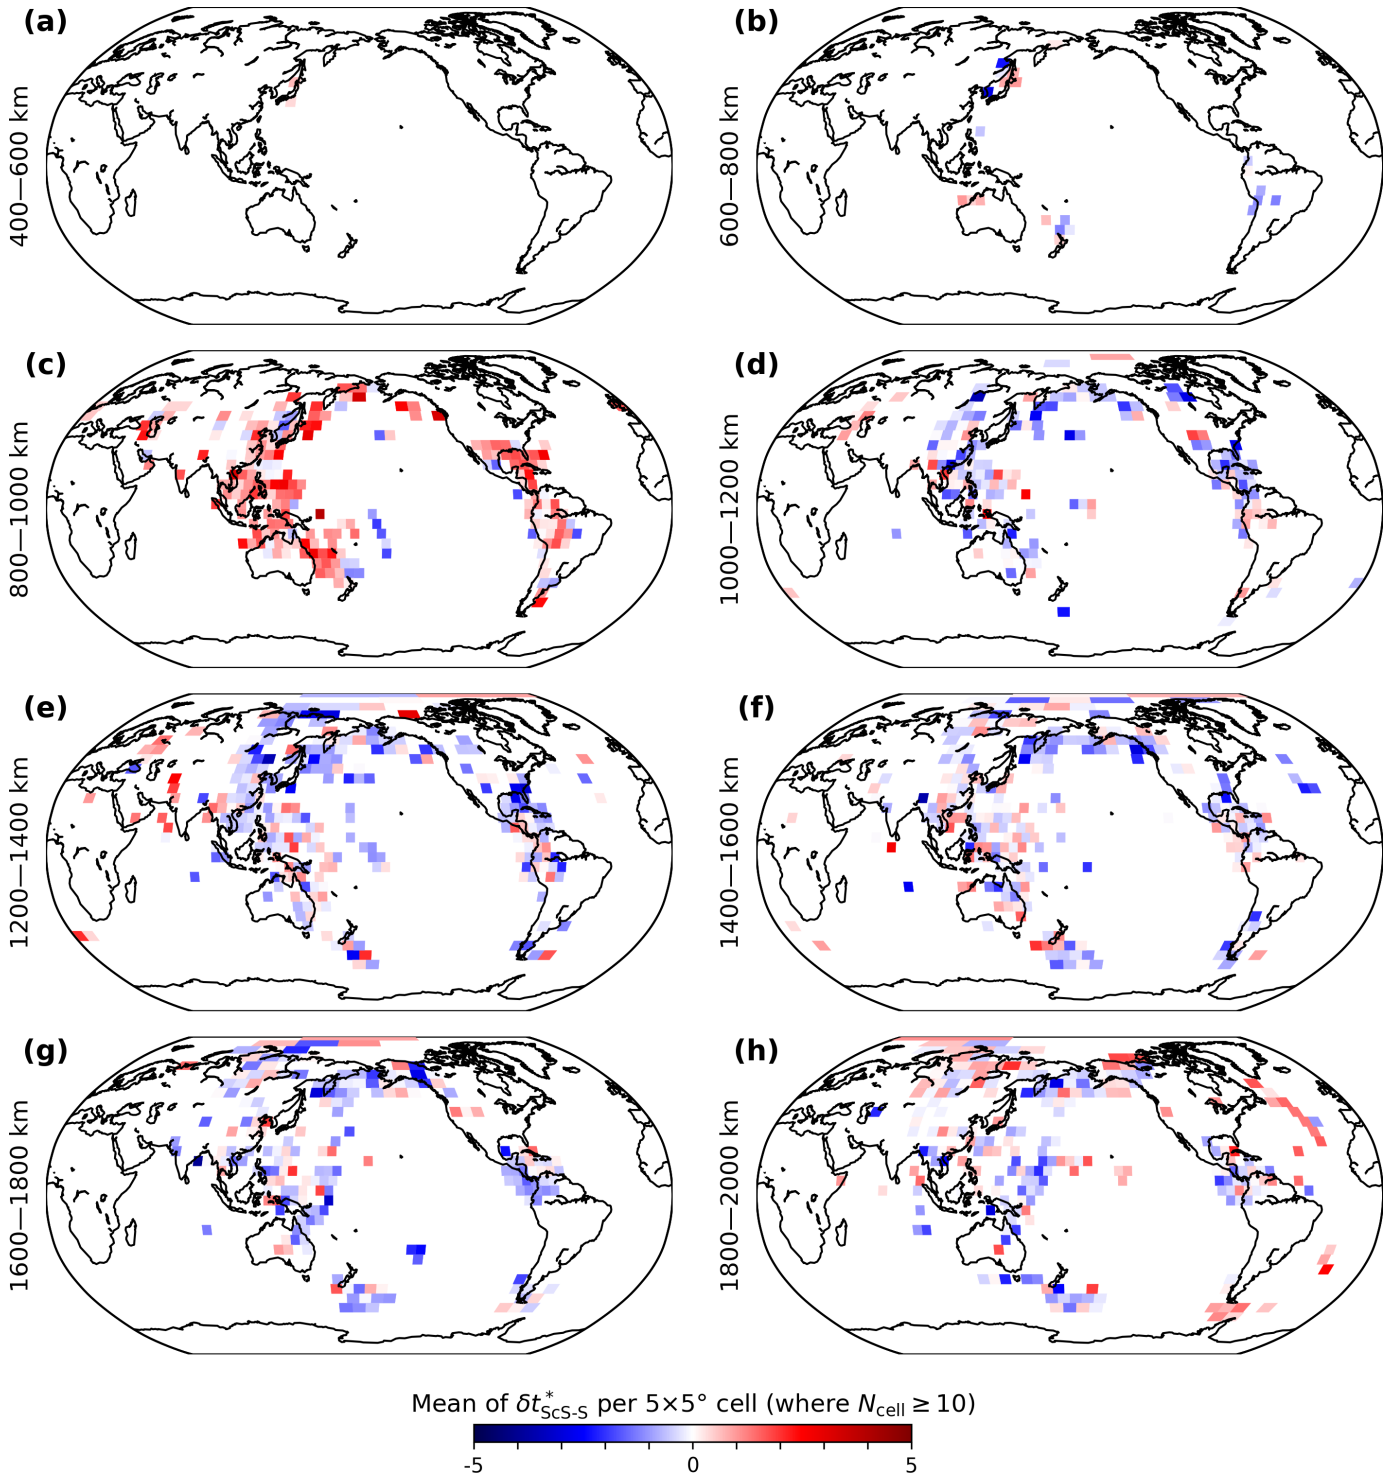 (a)
(b)
400—600 km
600—800 km
(c)
(d)
800—1000 km
1000—1200 km
(e)
(f)
1200—1400 km
1400—1600 km
(g)
(h)
1600—1800 km
1800—2000 km
Mean of δt*ScS-S per 5×5° cell (where Ncell ≥ 10)
-5 0 5